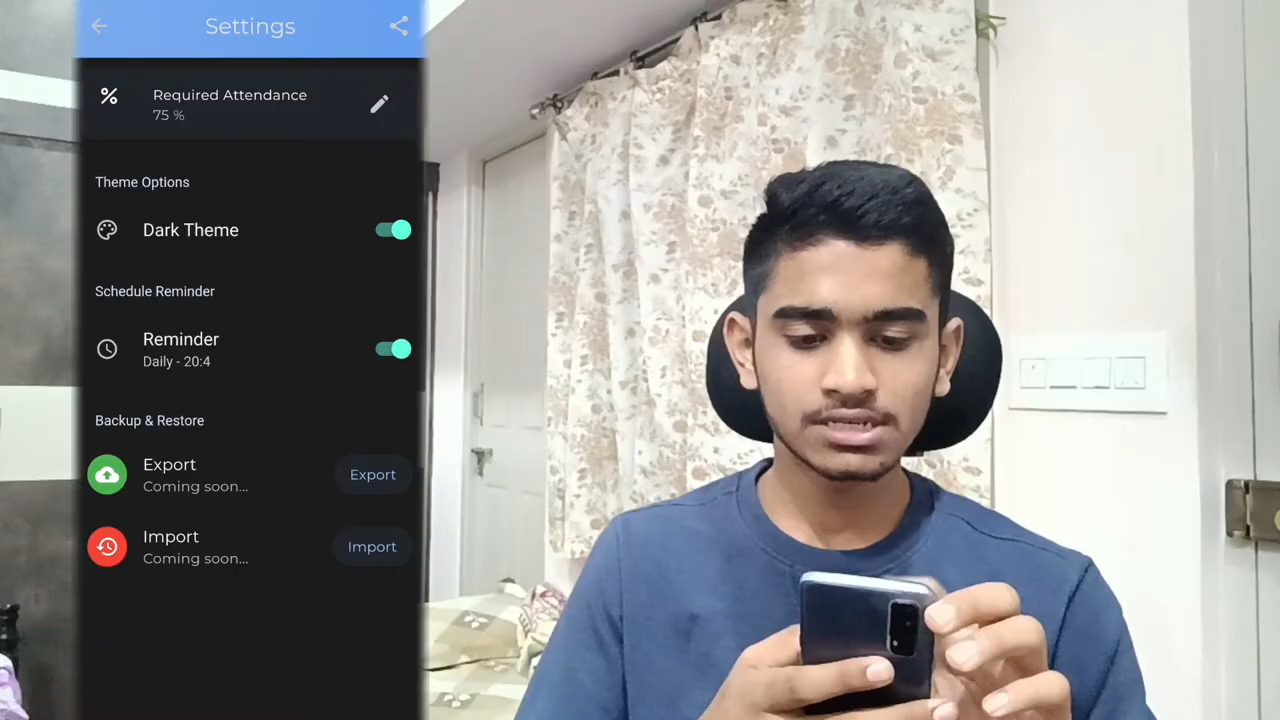 Settings
Required Attendance
75 %
Theme Options
Dark Theme
Schedule Reminder
Reminder
Daily - 20:4
Backup & Restore
Export
Coming soon...
Export
Import
Coming soon...
Import